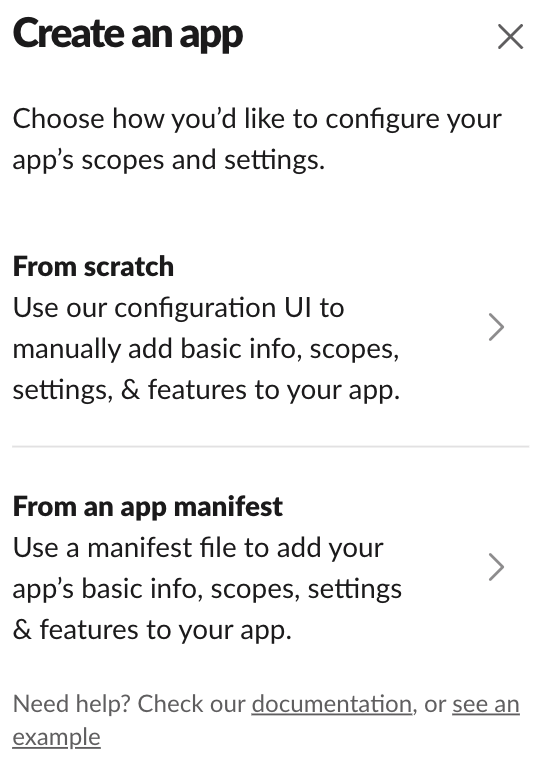 Create an app
Choose how you’d like to configure your
app’s scopes and settings.
From scratch
Use our configuration UI to
manually add basic info, scopes,
settings, & features to your app.
From an app manifest
Use a manifest file to add your
app’s basic info, scopes, settings
& features to your app.
Need help? Check our documentation, or see an
example